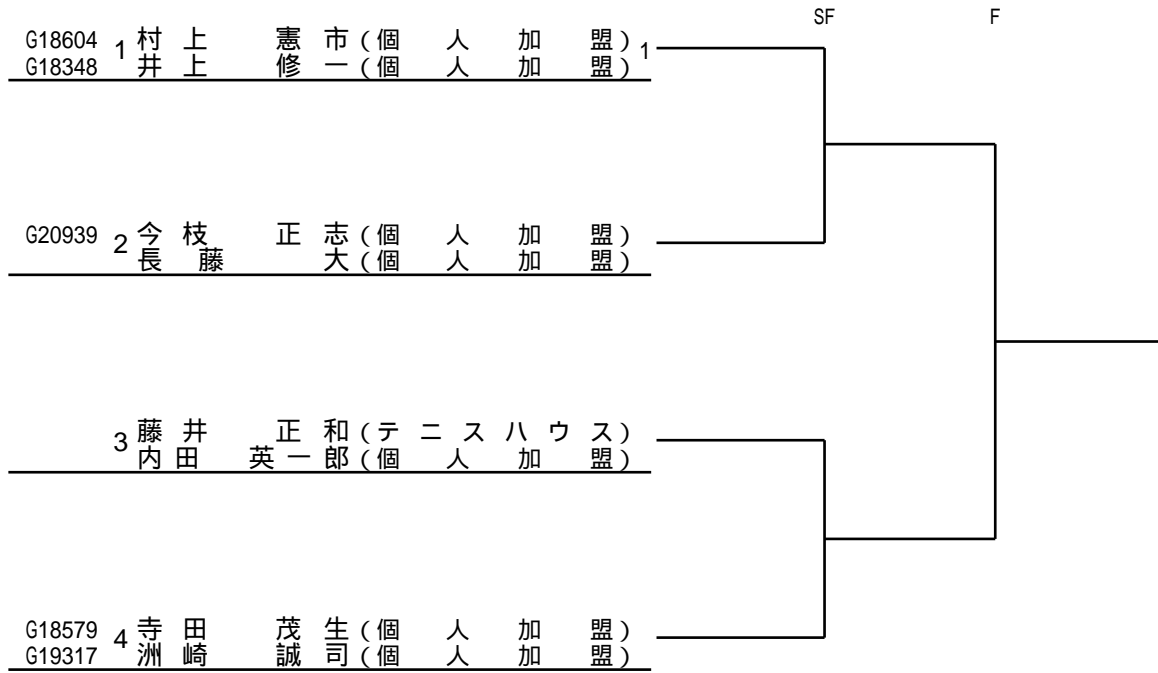 SF F
G18604 1 村上 憲市(個人加盟) 1
G18348 井上 修一(個人加盟)
G20939 2 今枝 正志(個人加盟)
長藤 大(個人加盟)
3 藤井 正和(テニスハウス)
内田 英一郎(個人加盟)
G18579 4 寺田 茂生(個人加盟)
G19317 洲崎 誠司(個人加盟)